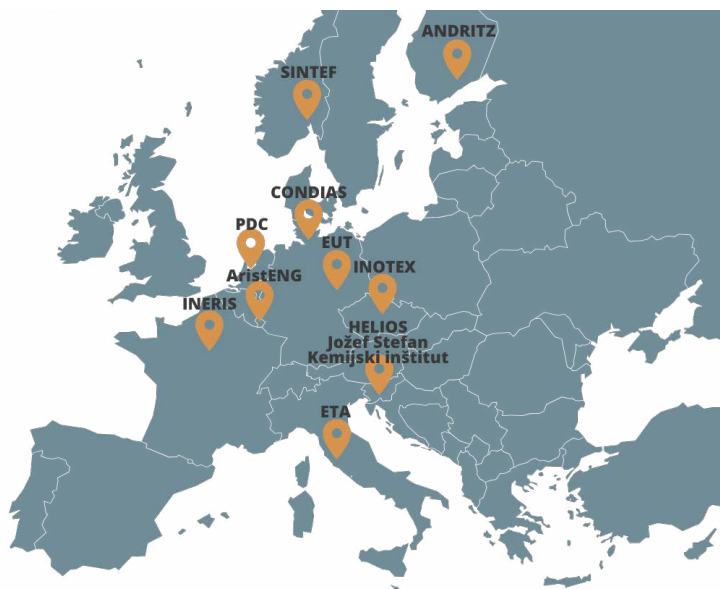 ANDRITZ
SINTEF
CONDIAS
PDC
EUT
AristENG
INOTEX
INERIS
HELIOS
Jožef Stefan
Kemijski inštitut
ETA